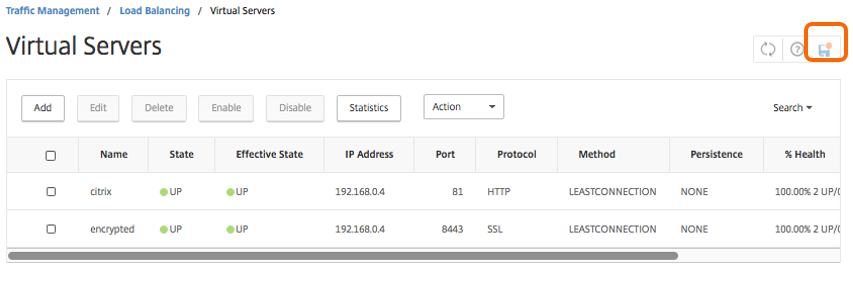 Traffic Management / Load Balancing / Virtual Servers
Virtual Servers
?
Add Edit Delete Enable Disable Statistics Action Search
Name State Effective State IP Address Port Protocol Method Persistence % Health
citrix UP UP 192.168.0.4 81 HTTP LEASTCONNECTION NONE 100.00% 2 UP/
encrypted UP UP 192.168.0.4 8443 SSL LEASTCONNECTION NONE 100.00% 2 UP/